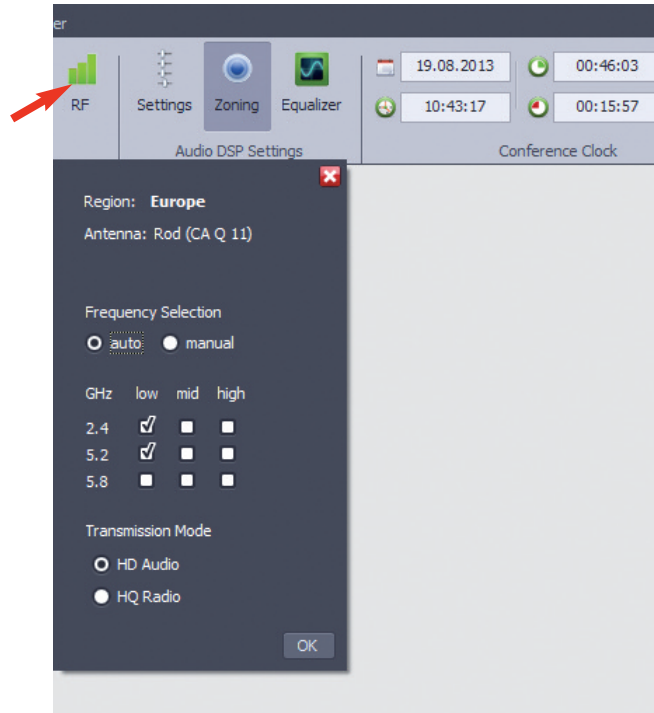 er
RF
Settings Zoning Equalizer
19.08.2013 00:46:03
10:43:17 00:15:57
Audio DSP Settings
Conference Clock
Region: Europe
Antenna: Rod (CA Q 11)
Frequency Selection
auto manual
GHz low mid high
2.4
5.2
5.8
Transmission Mode
HD Audio
HQ Radio
OK